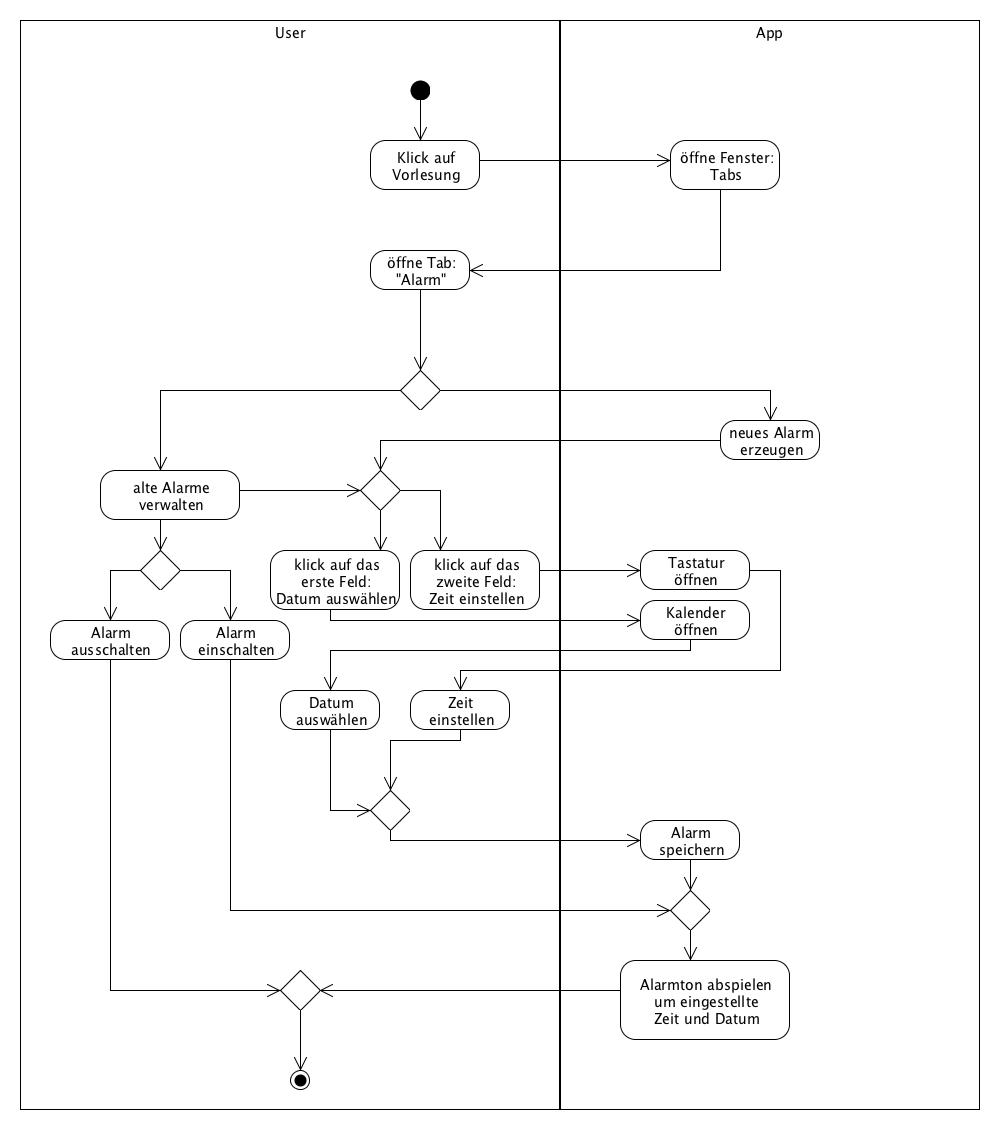 User
App
Klick auf
Vorlesung
öffne Fenster:
Tabs
öffne Tab:
"Alarm"
neues Alarm
erzeugen
alte Alarme
verwalten
klick auf das
erste Feld:
Datum auswählen
klick auf das
zweite Feld:
Zeit einstellen
Tastatur
öffnen
Kalender
öffnen
Alarm
ausschalten
Alarm
einschalten
Datum
auswählen
Zeit
einstellen
Alarm
speichern
Alarmton abspielen
um eingestellte
Zeit und Datum